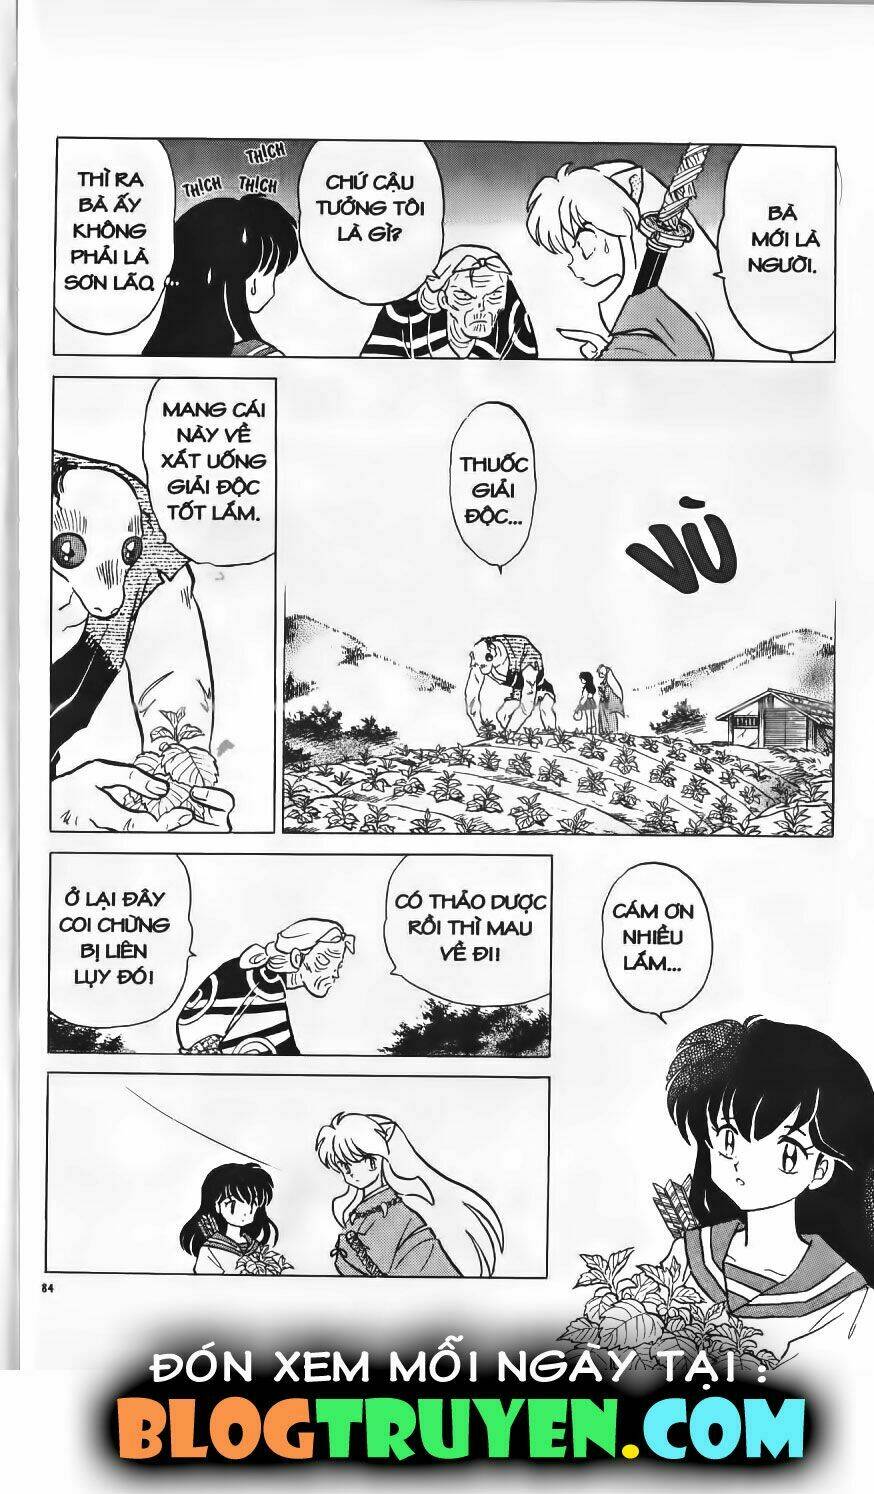 THÌ RA
BÀ ẤY
KHÔNG
PHẢI LÀ
SƠN LÃO.
...
THỊCH
THỊCH
THỊCH
CHỨ CẬU
TƯỞNG TÔI
LÀ GÌ?
BÀ
MỚI LÀ
NGƯỜI.
MANG CÁI
NÀY VỀ
XÁT UỐNG
GIẢI ĐỘC
TỐT LẮM.
THUỐC
GIẢI
ĐỘC...
VÙ
Ở LẠI ĐÂY
COI CHỪNG
BỊ LIÊN
LỤY ĐÓ!
CÓ THẢO DƯỢC
RỒI THÌ MAU
VỀ ĐI!
CÁM ƠN
NHIỀU
LẮM...
84
ĐÓN XEM MỖI NGÀY TẠI :
BLOGTRUYEN.COM